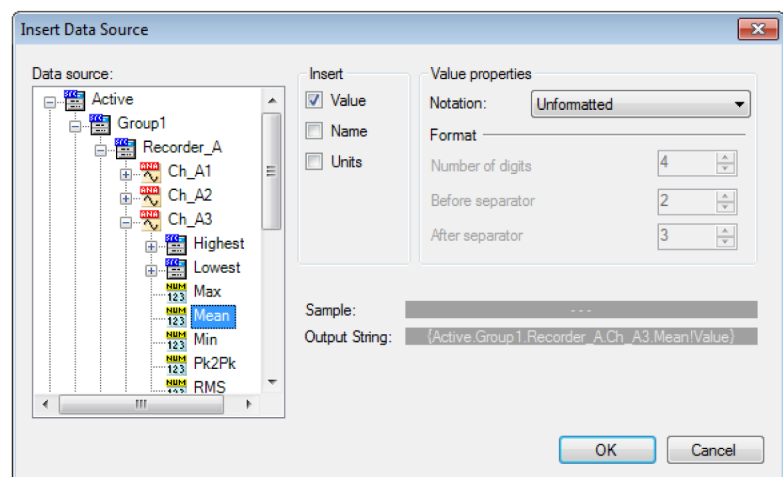 Insert Data Source
Data source:
Active
Group1
Recorder_A
Ch_A1
Ch_A2
Ch_A3
Highest
Lowest
Max
Mean
Min
Pk2Pk
RMS
Insert
Value
Name
Units
Value properties
Notation: Unformatted
Format
Number of digits 4
Before separator 2
After separator 3
Sample: - - -
Output String: {Active.Group1.Recorder_A.Ch_A3.Mean!Value}
OK Cancel